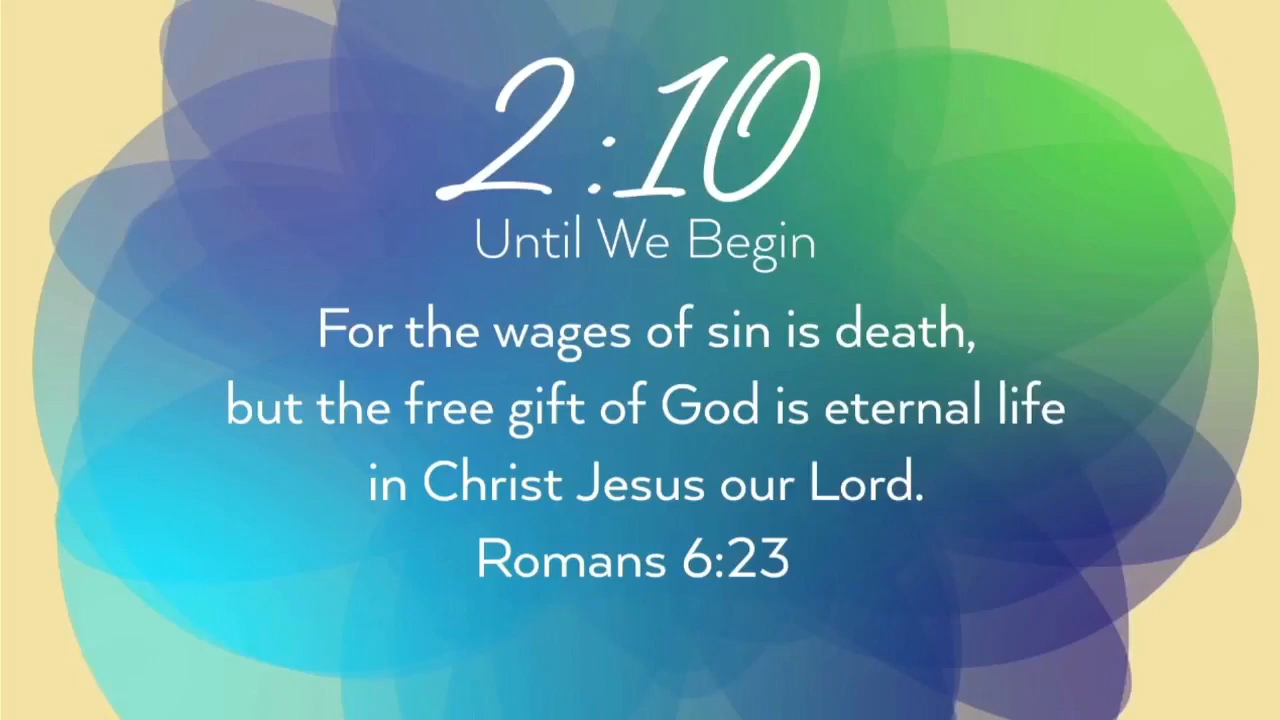 2:10
Until We Begin
For the wages of sin is death,
but the free gift of God is eternal life
in Christ Jesus our Lord.
Romans 6:23